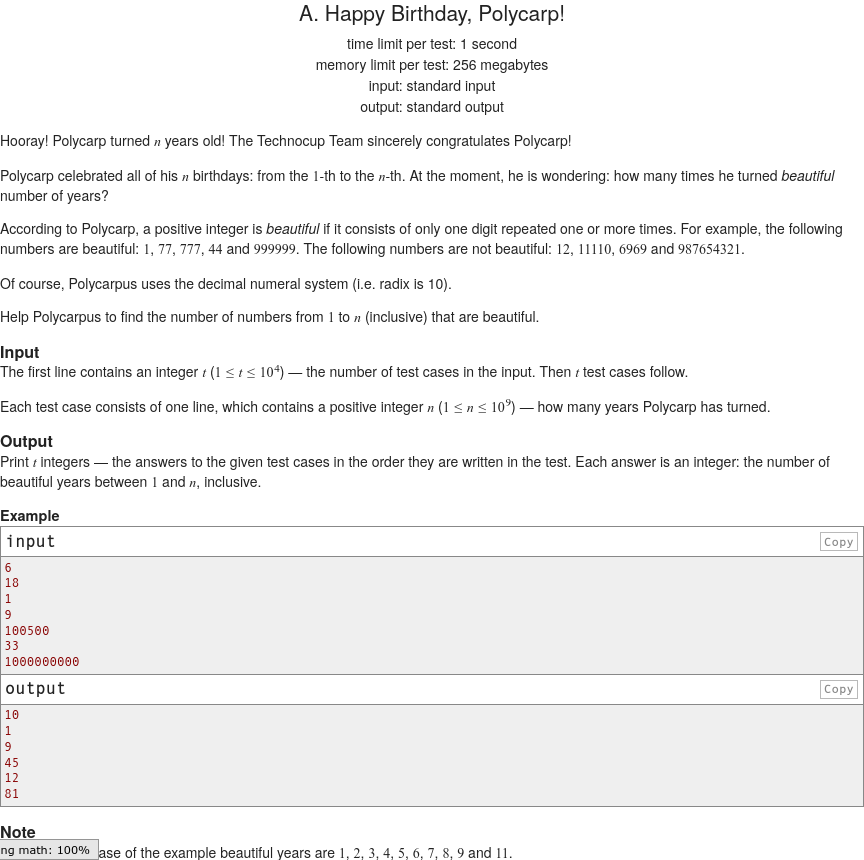 A. Happy Birthday, Polycarp!
time limit per test: 1 second
memory limit per test: 256 megabytes
input: standard input
output: standard output
Hooray! Polycarp turned n years old! The Technocup Team sincerely congratulates Polycarp!
Polycarp celebrated all of his n birthdays: from the 1-th to the n-th. At the moment, he is wondering: how many times he turned beautiful
number of years?
According to Polycarp, a positive integer is beautiful if it consists of only one digit repeated one or more times. For example, the following
numbers are beautiful: 1, 77, 777, 44 and 999999. The following numbers are not beautiful: 12, 11110, 6969 and 987654321.
Of course, Polycarpus uses the decimal numeral system (i.e. radix is 10).
Help Polycarpus to find the number of numbers from 1 to n (inclusive) that are beautiful.
Input
The first line contains an integer t (1 ≤ t ≤ 10⁴) — the number of test cases in the input. Then t test cases follow.
Each test case consists of one line, which contains a positive integer n (1 ≤ n ≤ 10⁹) — how many years Polycarp has turned.
Output
Print t integers — the answers to the given test cases in the order they are written in the test. Each answer is an integer: the number of
beautiful years between 1 and n, inclusive.
Example
input Copy
6
18
1
9
100500
33
1000000000
output Copy
10
1
9
45
12
81
Note
ng math: 100% ase of the example beautiful years are 1, 2, 3, 4, 5, 6, 7, 8, 9 and 11.